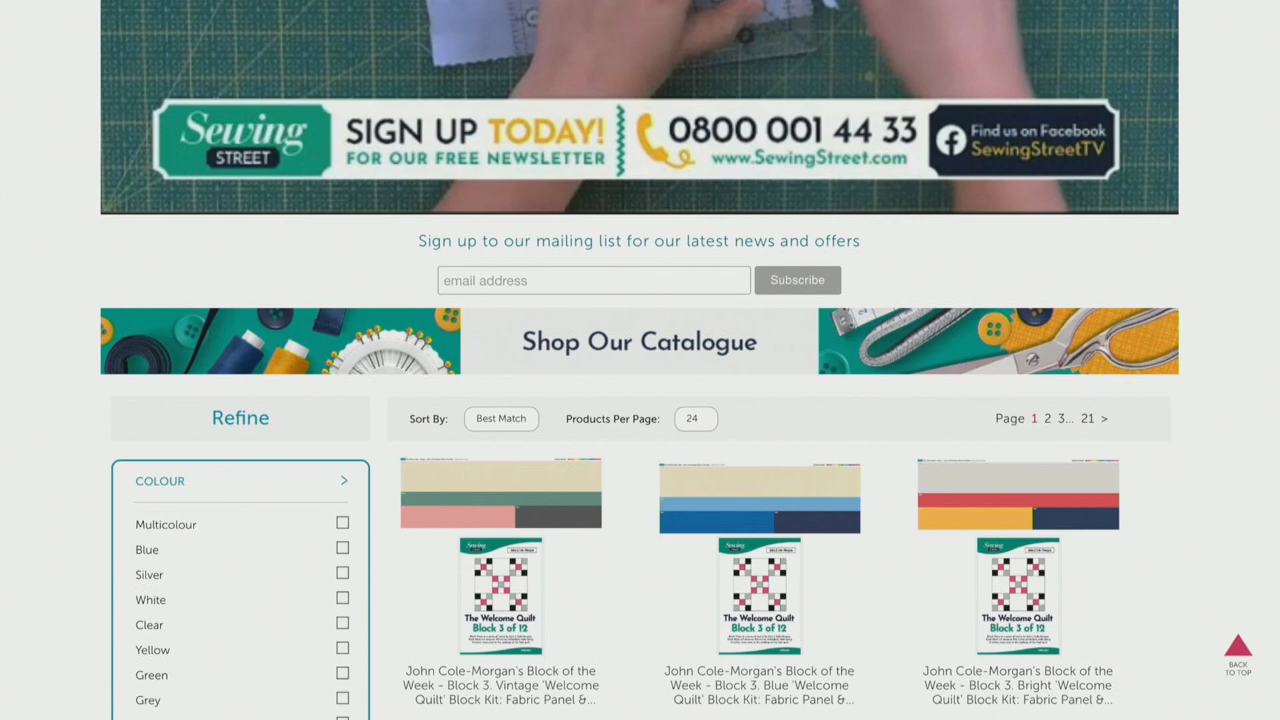 Sewing
STREET
SIGN UP TODAY!
FOR OUR FREE NEWSLETTER
0800 001 44 33
www.SewingStreet.com
Find us on Facebook
SewingStreetTV
Sign up to our mailing list for our latest news and offers
email address
Subscribe
Shop Our Catalogue
Refine
Sort By: Best Match Products Per Page: 24 Page 1 2 3... 21 >
COLOUR >
Multicolour
Blue
Silver
White
Clear
Yellow
Green
Grey
Sewing
The Welcome Quilt
Block 3 of 12
John Cole-Morgan's Block of the
Week - Block 3. Vintage 'Welcome
Quilt' Block Kit: Fabric Panel &...
Sewing
The Welcome Quilt
Block 3 of 12
John Cole-Morgan's Block of the
Week - Block 3. Blue 'Welcome
Quilt' Block Kit: Fabric Panel &...
Sewing
The Welcome Quilt
Block 3 of 12
John Cole-Morgan's Block of the
Week - Block 3. Bright 'Welcome
Quilt' Block Kit: Fabric Panel &...
BACK
TO TOP